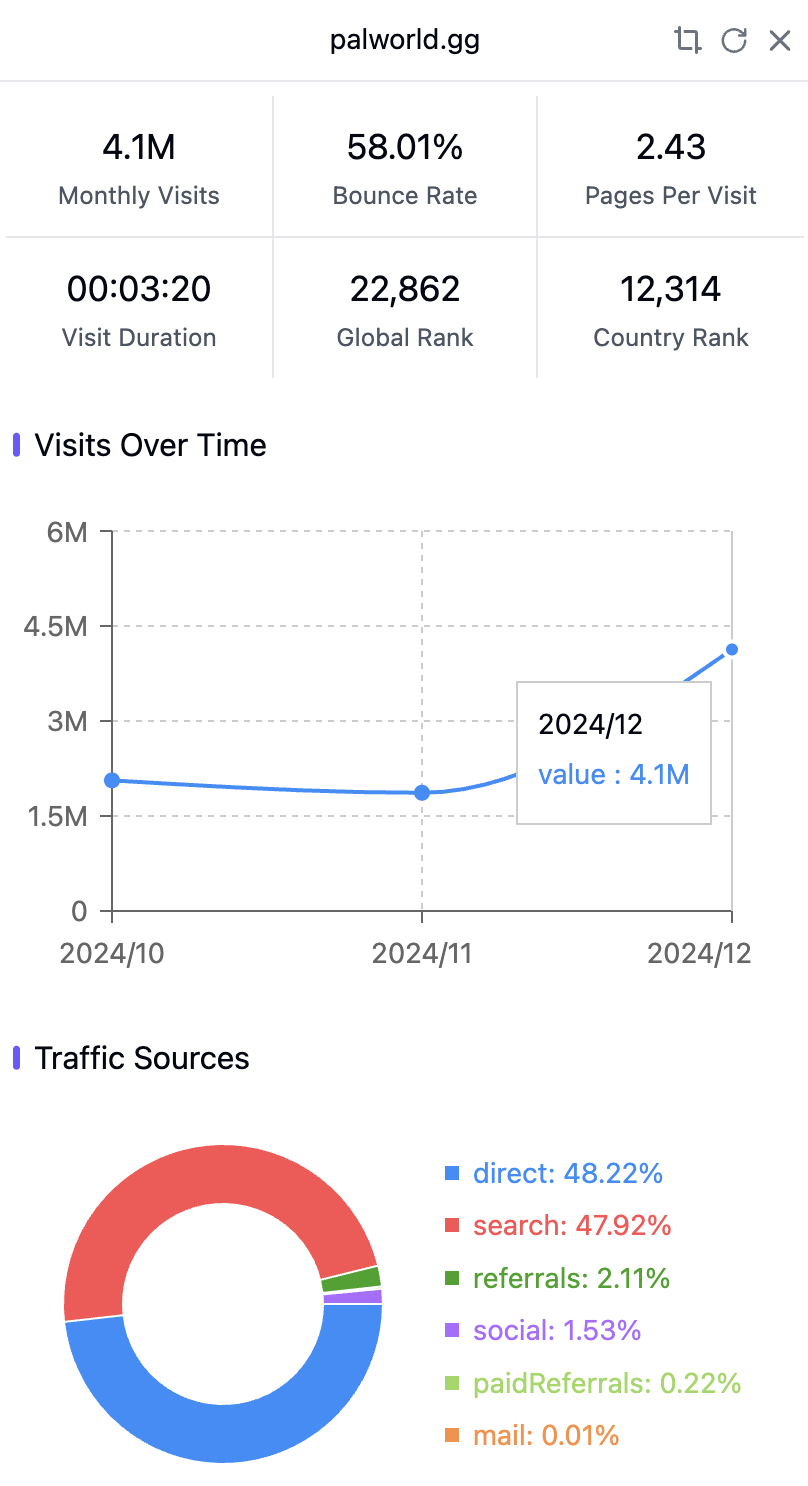 palworld.gg
4.1M
58.01%
2.43
Monthly Visits
Bounce Rate
Pages Per Visit
00:03:20
22,862
12,314
Visit Duration
Global Rank
Country Rank
Visits Over Time
6M
4.5M
3M
1.5M
0
2024/12
value : 4.1M
2024/10
2024/11
2024/12
Traffic Sources
direct: 48.22%
search: 47.92%
referrals: 2.11%
social: 1.53%
paidReferrals: 0.22%
mail: 0.01%